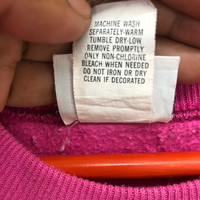 MACHINE WASH
SEPARATELY-WARM
TUMBLE DRY-LOW
REMOVE PROMPTLY
ONLY NON-CHLORINE
BLEACH WHEN NEEDED
DO NOT IRON OR DRY
CLEAN IF DECORATED